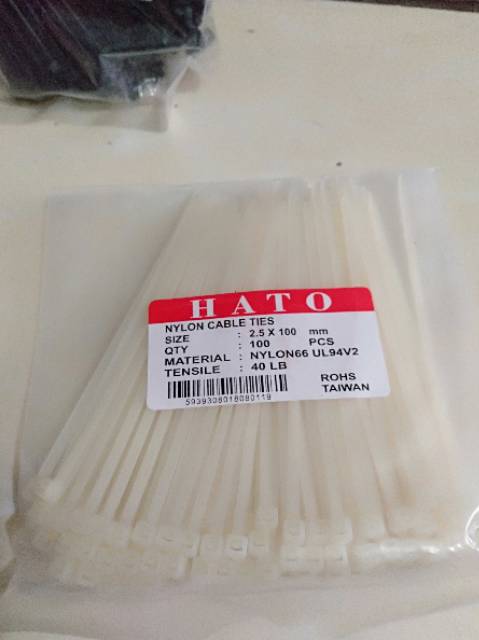 HATO
NYLON CABLE TIES
SIZE : 2.5 X 100 mm
QTY : 100 PCS
MATERIAL : NYLON66 UL94V2
TENSILE : 40 LB
ROHS
TAIWAN
5939308018080119